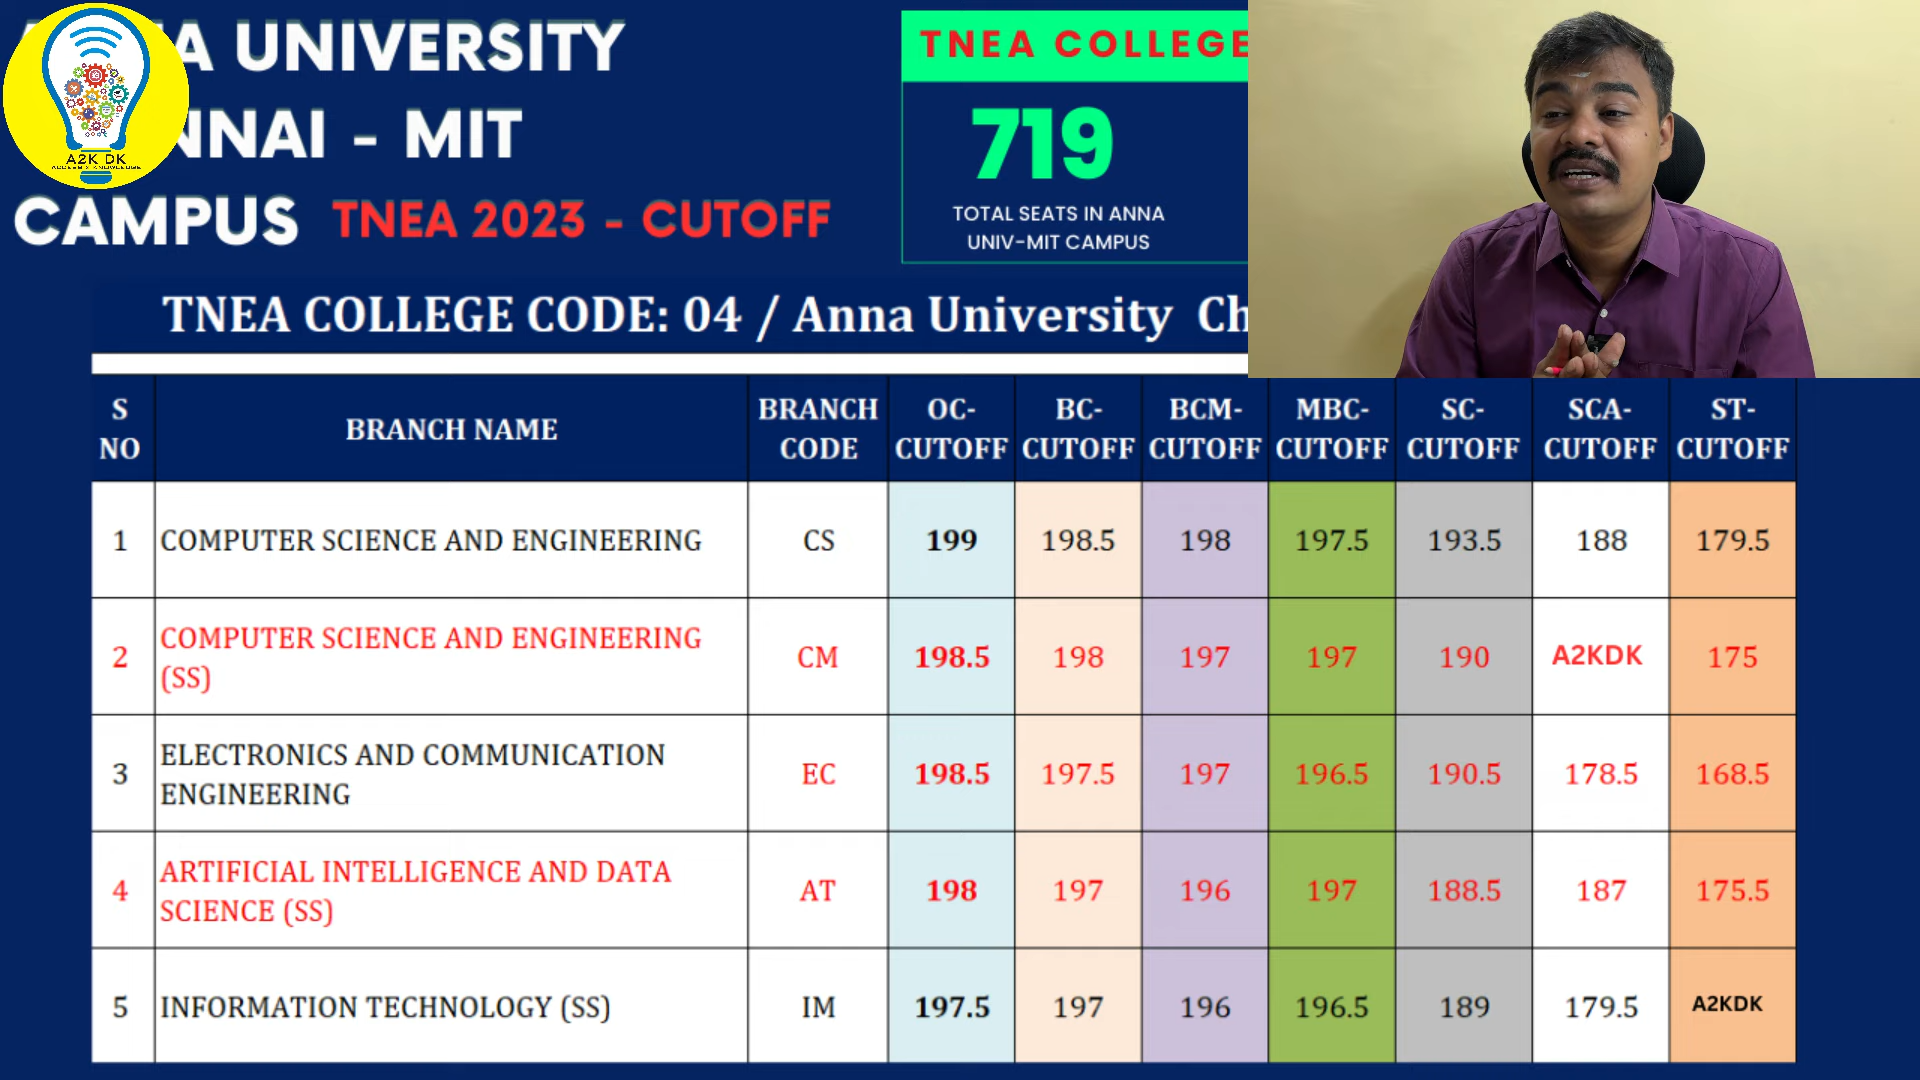 A UNIVERSITY
NNAI - MIT
CAMPUS TNEA 2023 - CUTOFF
A2K DK
TNEA COLLEGE
719
TOTAL SEATS IN ANNA
UNIV-MIT CAMPUS
TNEA COLLEGE CODE: 04 / Anna University Ch
S NO BRANCH NAME BRANCH CODE OC-CUTOFF BC-CUTOFF BCM-CUTOFF MBC-CUTOFF SC-CUTOFF SCA-CUTOFF ST-CUTOFF
1 COMPUTER SCIENCE AND ENGINEERING CS 199 198.5 198 197.5 193.5 188 179.5
2 COMPUTER SCIENCE AND ENGINEERING (SS) CM 198.5 198 197 197 190 A2KDK 175
3 ELECTRONICS AND COMMUNICATION ENGINEERING EC 198.5 197.5 197 196.5 190.5 178.5 168.5
4 ARTIFICIAL INTELLIGENCE AND DATA SCIENCE (SS) AT 198 197 196 197 188.5 187 175.5
5 INFORMATION TECHNOLOGY (SS) IM 197.5 197 196 196.5 189 179.5 A2KDK